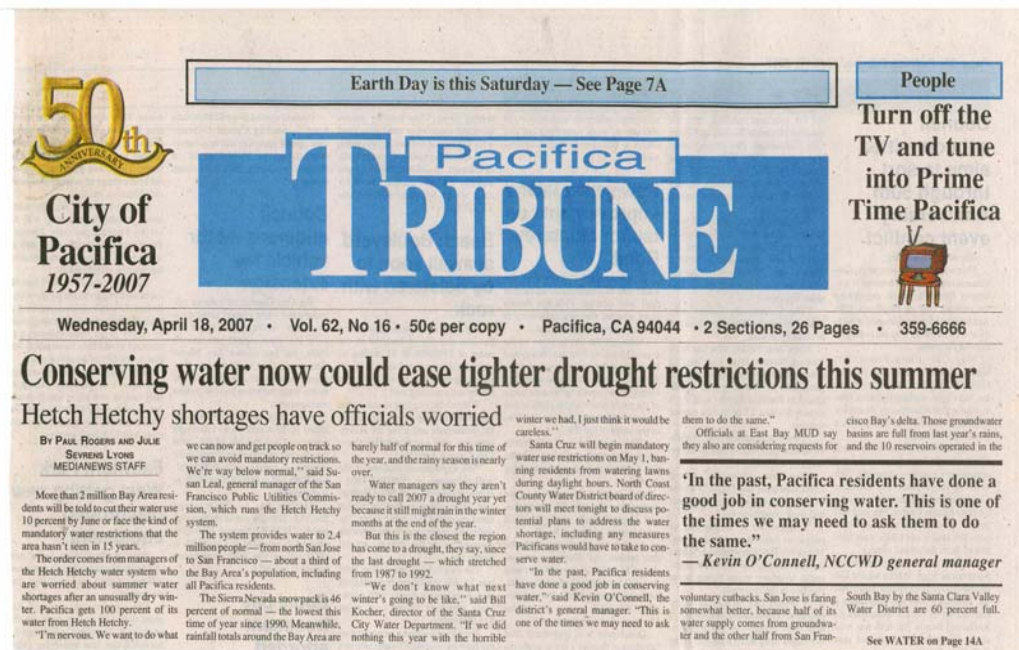 Earth Day is this Saturday — See Page 7A
50th
ANNIVERSARY
City of
Pacifica
1957-2007
Pacifica
TRIBUNE
People
Turn off the
TV and tune
into Prime
Time Pacifica
Wednesday, April 18, 2007 • Vol. 62, No 16 • 50¢ per copy • Pacifica, CA 94044 • 2 Sections, 26 Pages • 359-6666
Conserving water now could ease tighter drought restrictions this summer
Hetch Hetchy shortages have officials worried
BY PAUL ROGERS AND JULIE
SEVRENS LYONS
MEDIANEWS STAFF
More than 2 million Bay Area resi-
dents will be told to cut their water use
10 percent by June or face the kind of
mandatory water restrictions that the
area hasn't seen in 15 years.
The order comes from managers of
the Hetch Hetchy water system who
are worried about summer water
shortages after an unusually dry win-
ter. Pacifica gets 100 percent of its
water from Hetch Hetchy.
"I'm nervous. We want to do what
we can now and get people on track so
we can avoid mandatory restrictions.
We're way below normal," said Su-
san Leal, general manager of the San
Francisco Public Utilities Commis-
sion, which runs the Hetch Hetchy
system.
The system provides water to 2.4
million people — from north San Jose
to San Francisco — about a third of
the Bay Area's population, including
all Pacifica residents.
The Sierra Nevada snowpack is 46
percent of normal — the lowest this
time of year since 1990. Meanwhile,
rainfall totals around the Bay Area are
barely half of normal for this time of
the year, and the rainy season is nearly
over.
Water managers say they aren't
ready to call 2007 a drought year yet
because it still might rain in the winter
months at the end of the year.
But this is the closest the region
has come to a drought, they say, since
the last drought — which stretched
from 1987 to 1992.
"We don't know what next
winter's going to be like," said Bill
Kocher, director of the Santa Cruz
City Water Department. "If we did
nothing this year with the horrible
winter we had, I just think it would be
careless."
Santa Cruz will begin mandatory
water use restrictions on May 1, ban-
ning residents from watering lawns
during daylight hours. North Coast
County Water District board of direc-
tors will meet tonight to discuss po-
tential plans to address the water
shortage, including any measures
Pacificans would have to take to con-
serve water.
"In the past, Pacifica residents
have done a good job in conserving
water," said Kevin O'Connell, the
district's general manager. "This is
one of the times we may need to ask
them to do the same."
Officials at East Bay MUD say
they also are considering requests for
'In the past, Pacifica residents have done a
good job in conserving water. This is one of
the times we may need to ask them to do
the same.”
— Kevin O'Connell, NCCWD general manager
voluntary cutbacks. San Jose is faring
somewhat better, because half of its
water supply comes from groundwa-
ter and the other half from San Fran-
cisco Bay's delta. Those groundwater
basins are full from last year's rains,
and the 10 reservoirs operated in the
South Bay by the Santa Clara Valley
Water District are 60 percent full.
See WATER on Page 14A